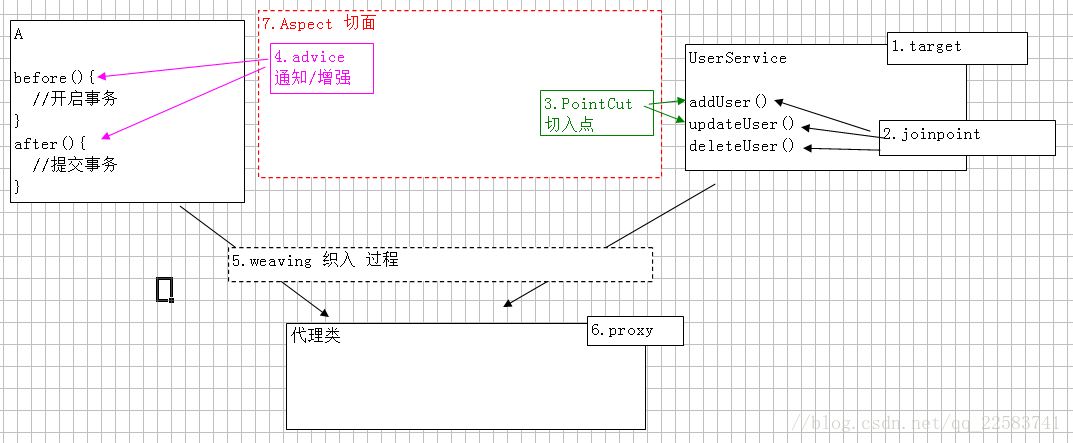 A
before(){
//开启事务
}
after(){
//提交事务
}
7.Aspect 切面
4.advice
通知/增强
3.PointCut
切入点
1.target
UserService
addUser()
updateUser()
deleteUser()
2.joinpoint
5.weaving 织入 过程
代理类
6.proxy
//blog.csdn.net/qq_22583741